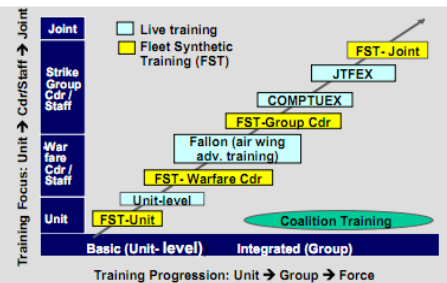 Training Focus: Unit → Cdr/Staff → Joint
Joint
Strike
Group
Cdr /
Staff
War
fare
Cdr /
Staff
Unit
Live training
Fleet Synthetic
Training (FST)
FST- Joint
JTFEX
COMPTUEX
FST-Group Cdr
Fallon (air wing
adv. training)
FST- Warfare Cdr
Unit-level
FST-Unit
Coalition Training
Basic (Unit- level)
Integrated (Group)
Training Progression: Unit → Group → Force